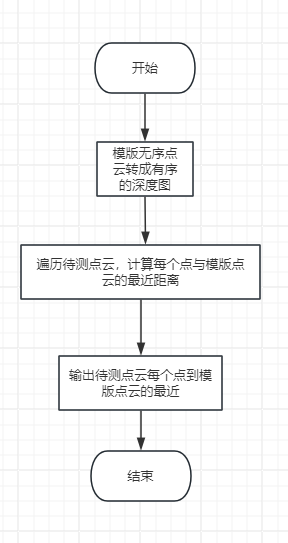 开始
模版无序点
云转成有序
的深度图
遍历待测点云，计算每个点与模版点
云的最近距离
输出待测点云每个点到模
版点云的最近
结束